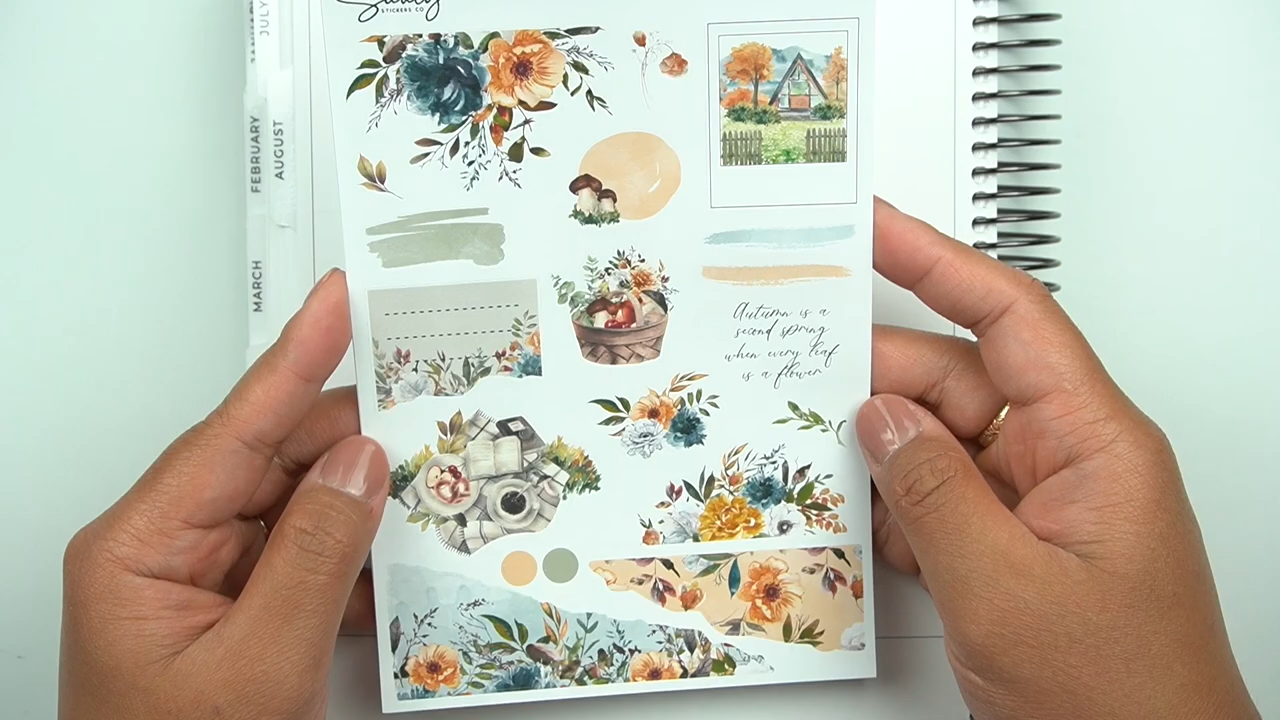 STICKERS CO
JULY
FEBRUARY
AUGUST
MARCH
Autumn is a
second spring
when every leaf
is a flower